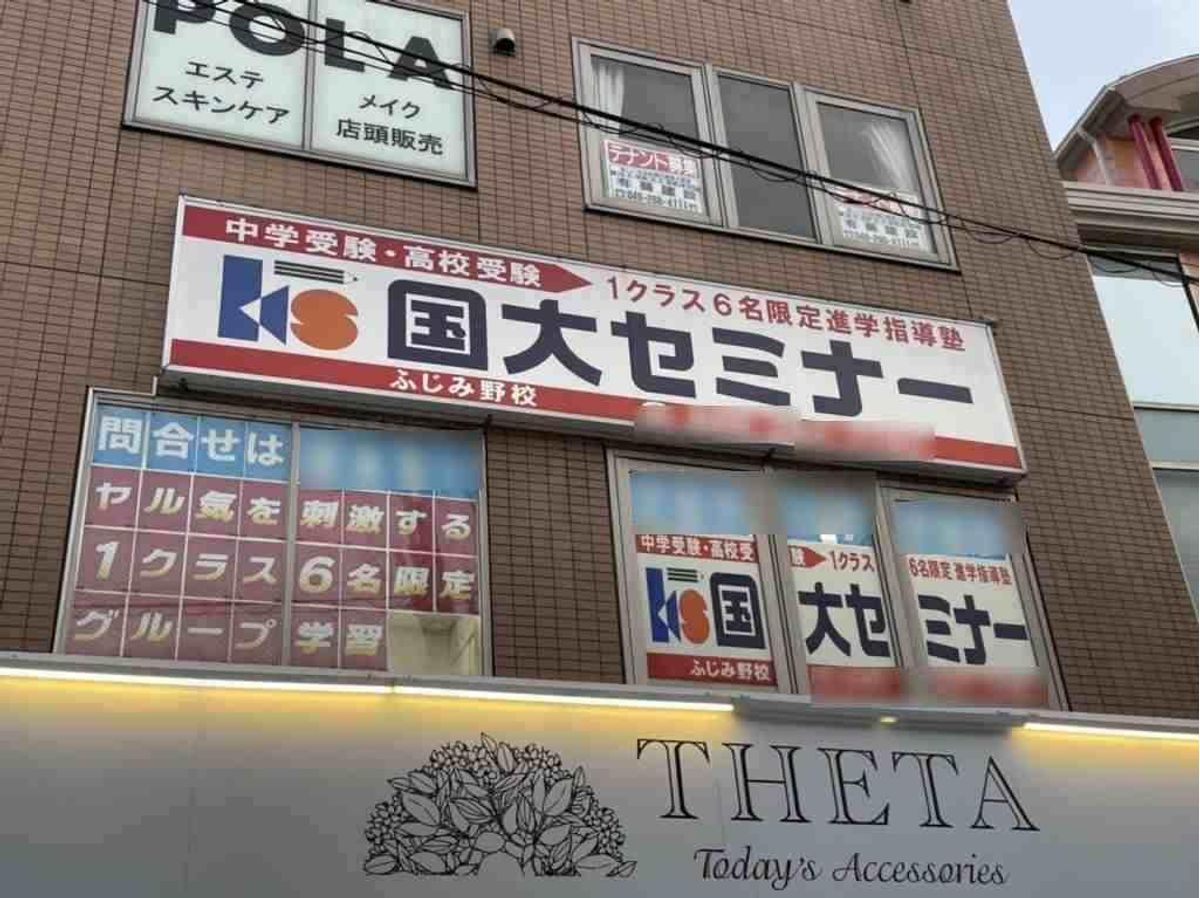 POLA
エステ
スキンケア
メイク
店頭販売
テナント募集
中学受験・高校受験
1クラス6名限定進学指導塾
KS 国大セミナー
ふじみ野校
問合せは
ヤル気を刺激する
1クラス6名限定
グループ学習
中学受験・高校受験
1クラス
6名限定 進学指導塾
KS 国大セミナー
ふじみ野校
THETA
Today's Accessories